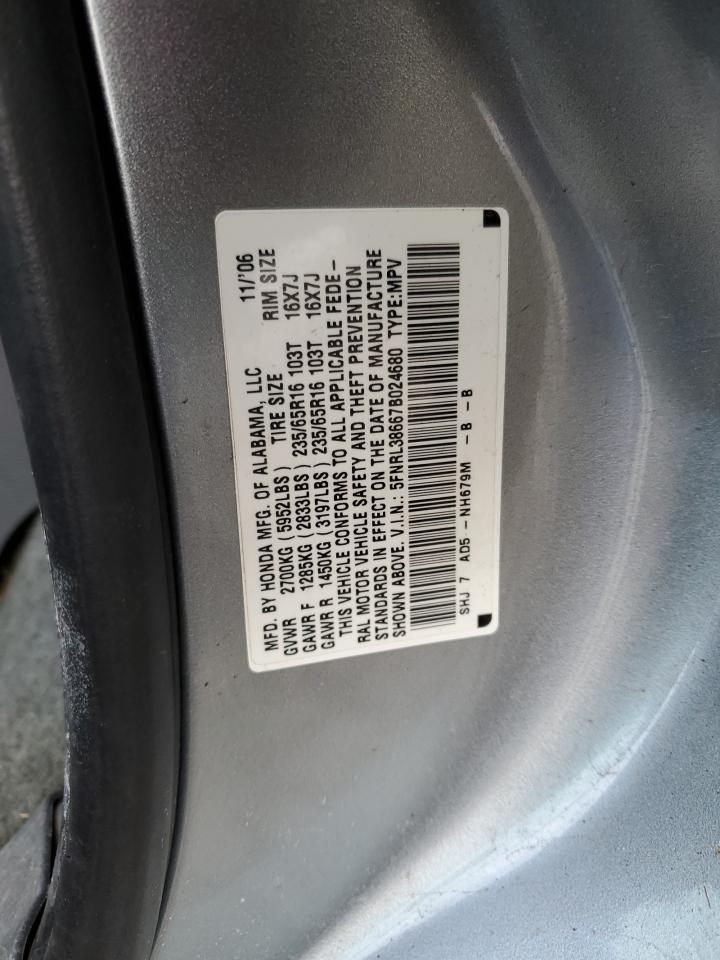 MFD. BY HONDA MFG. OF ALABAMA, LLC 11/'06
GVWR 2700KG (5952LBS) TIRE SIZE RIM SIZE
GAWR F 1285KG (2833LBS) 235/65R16 103T 16X7J
GAWR R 1450KG (3197LBS) 235/65R16 103T 16X7J
THIS VEHICLE CONFORMS TO ALL APPLICABLE FEDE-
RAL MOTOR VEHICLE SAFETY AND THEFT PREVENTION
STANDARDS IN EFFECT ON THE DATE OF MANUFACTURE
SHOWN ABOVE. V.I.N.: 5FNRL38667B024680 TYPE:MPV
SHJ 7 AD5 - NH679M - B - B